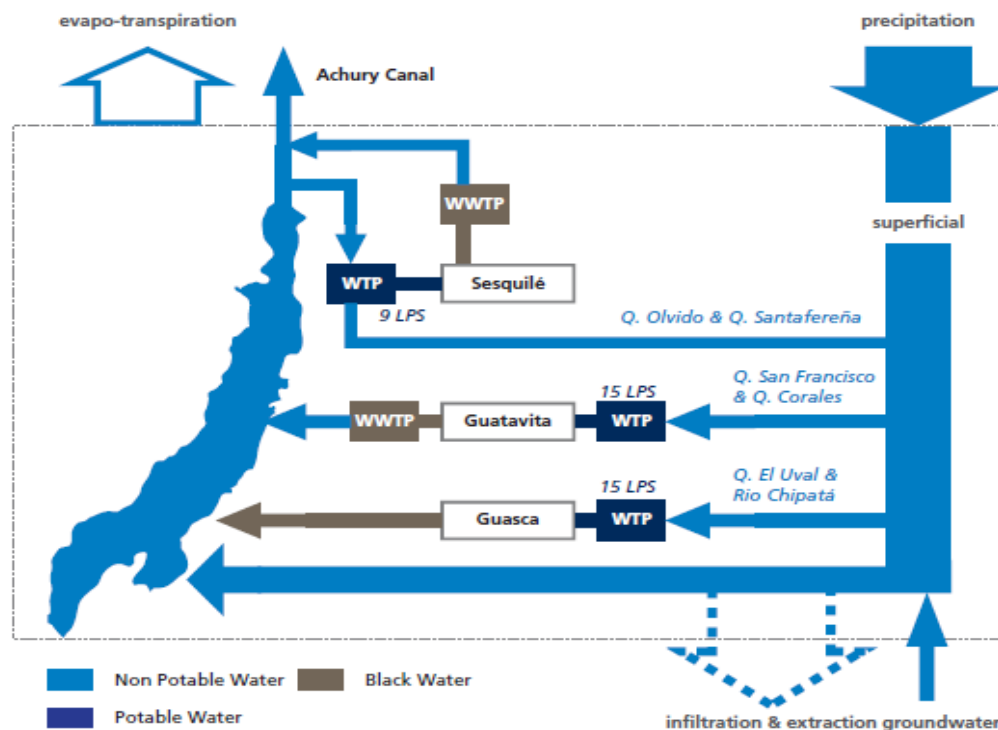 evapo-transpiration
precipitation
Achury Canal
WWTP
superficial
WTP
Sesquilé
9 LPS
Q. Olvido & Q. Santafereña
Q. San Francisco
& Q. Corales
15 LPS
WWTP
Guatavita
WTP
Q. El Uval &
Rio Chipatá
15 LPS
Guasca
WTP
Non Potable Water
Black Water
Potable Water
infiltration & extraction groundwater